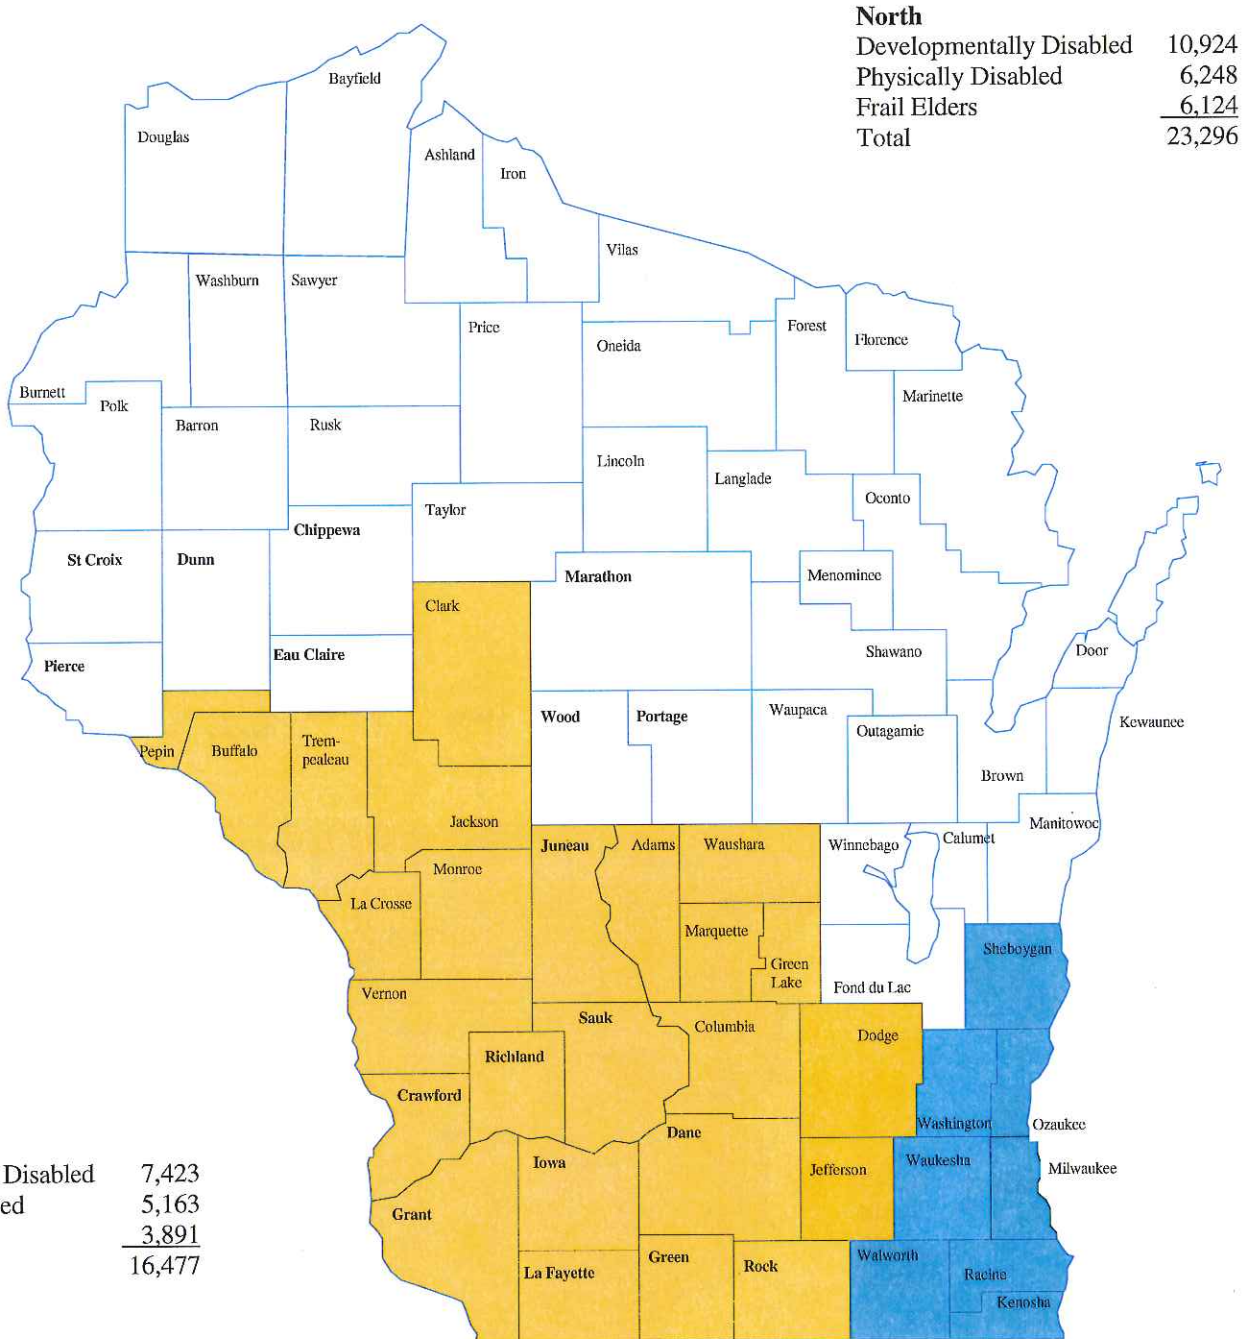 North
Developmentally Disabled 10,924
Physically Disabled 6,248
Frail Elders 6,124
Total 23,296
Bayfield
Douglas
Ashland
Iron
Vilas
Washburn
Sawyer
Price
Forest
Florence
Oneida
Burnett
Polk
Marinette
Barron
Rusk
Lincoln
Langlade
Oconto
Taylor
Chippewa
St Croix
Dunn
Marathon
Menominee
Clark
Shawano
Door
Eau Claire
Pierce
Wood
Portage
Waupaca
Kewaunee
Outagamie
Pepin
Buffalo
Trem-
pealeau
Brown
Jackson
Manitowoc
Juneau
Adams
Waushara
Winnebago
Calumet
Monroe
La Crosse
Marquette
Sheboygan
Green
Lake
Fond du Lac
Vernon
Sauk
Columbia
Dodge
Richland
Crawford
Washington
Ozaukee
Dane
Iowa
Jefferson
Waukesha
Milwaukee
Disabled 7,423
ed 5,163
3,891
16,477
Grant
La Fayette
Green
Rock
Walworth
Racine
Kenosha